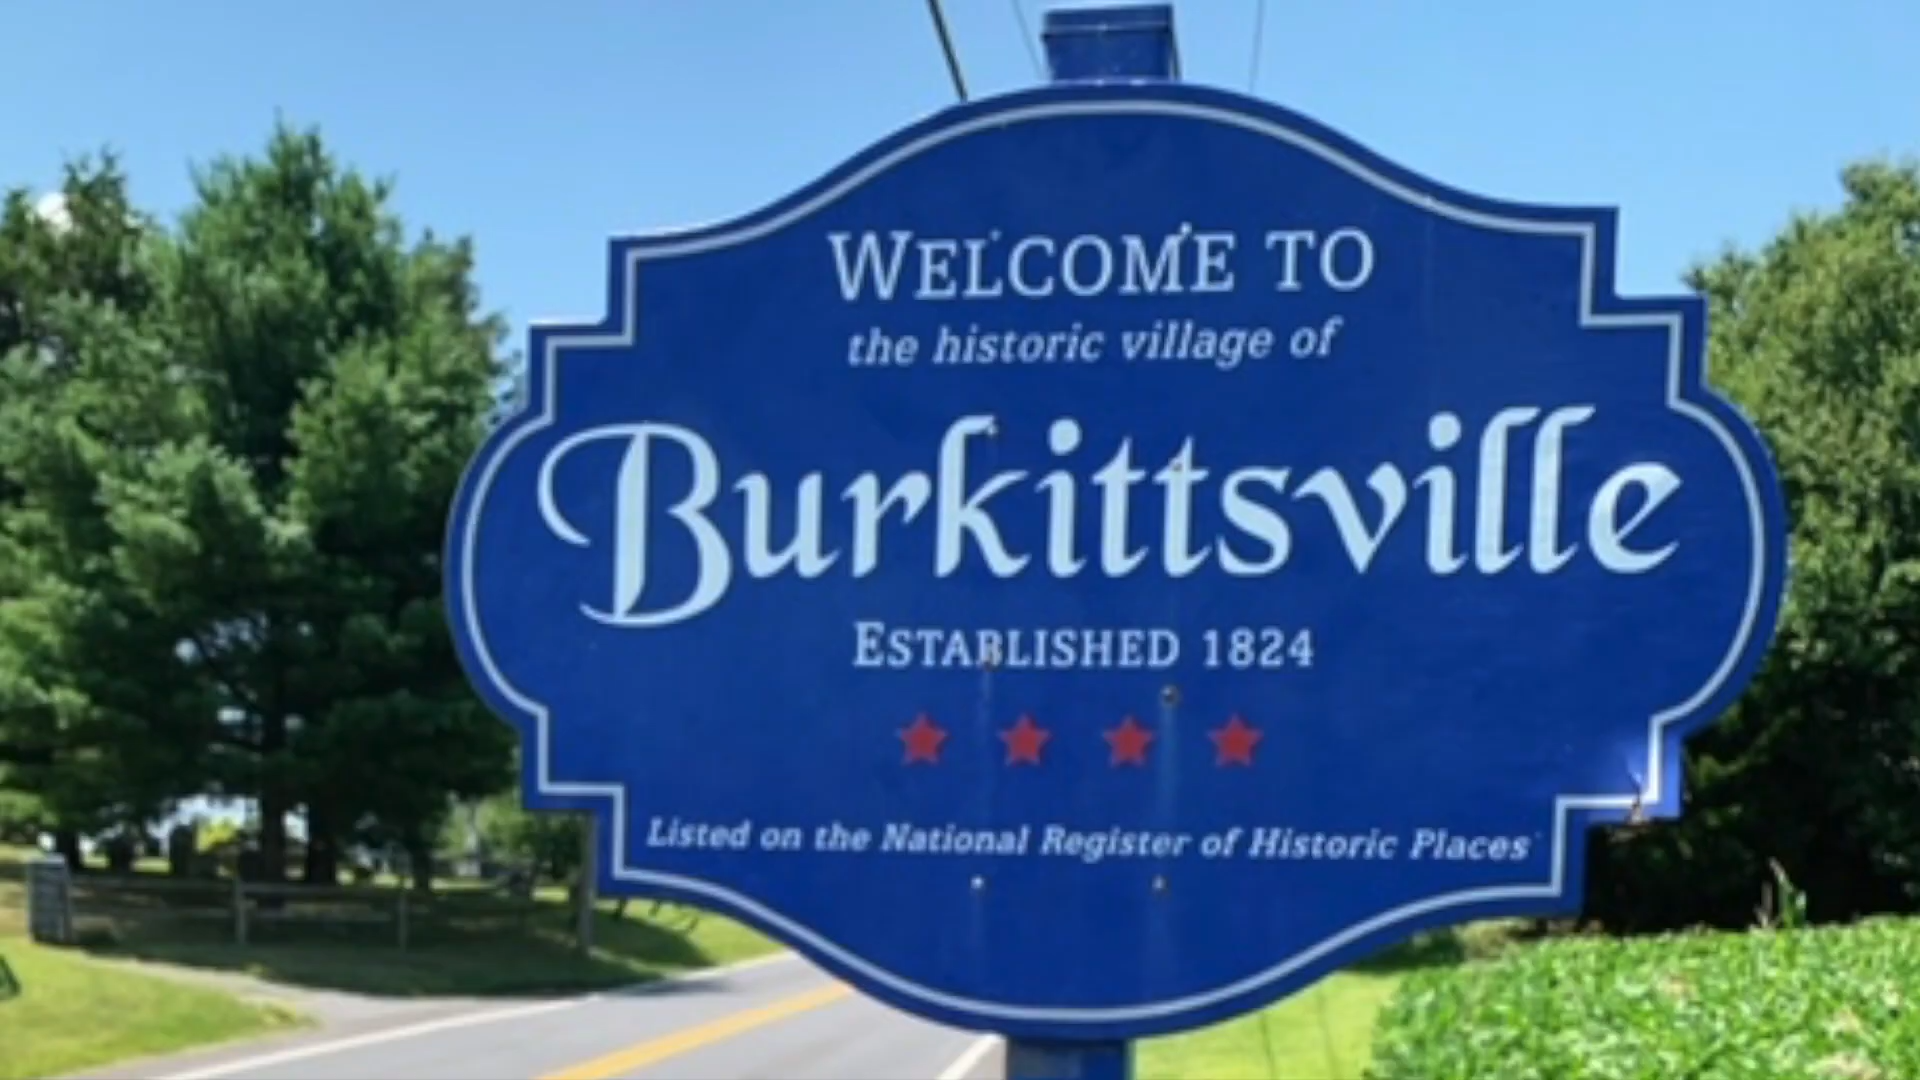 WELCOME TO
the historic village of
Burkittsville
ESTABLISHED 1824
Listed on the National Register of Historic Places